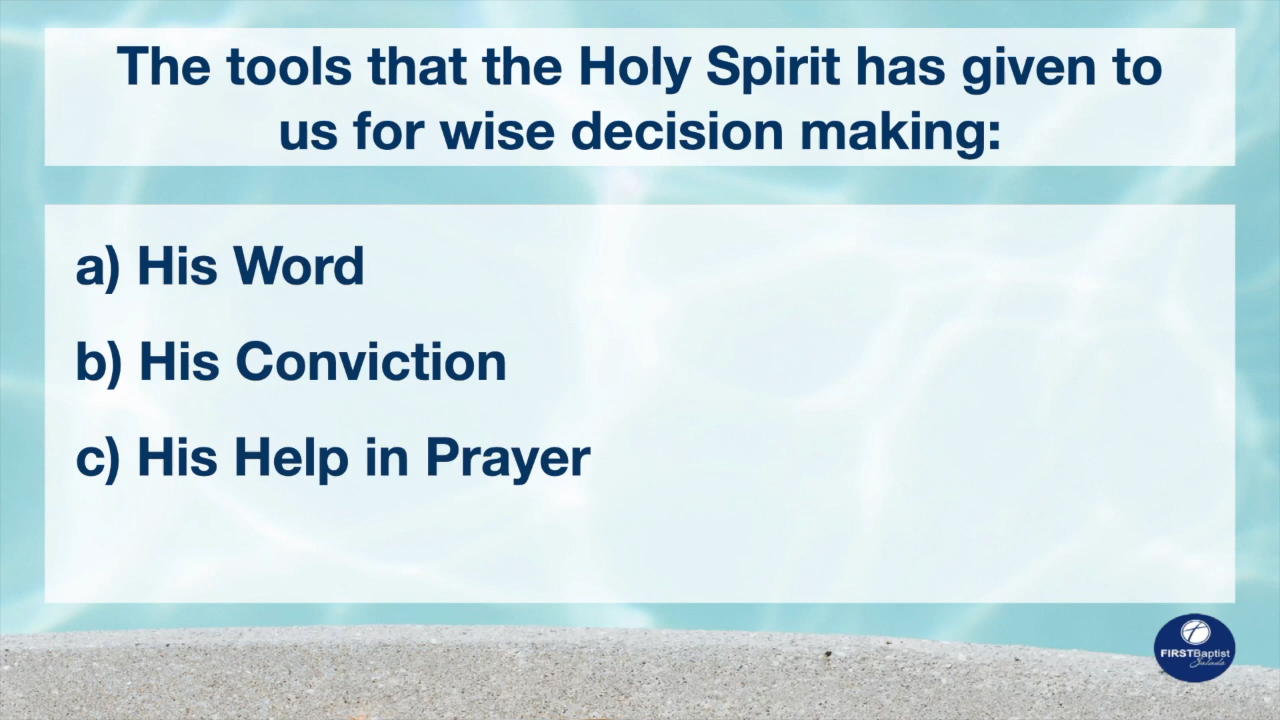 The tools that the Holy Spirit has given to
us for wise decision making:
a) His Word
b) His Conviction
c) His Help in Prayer
FIRSTBaptist
Salado